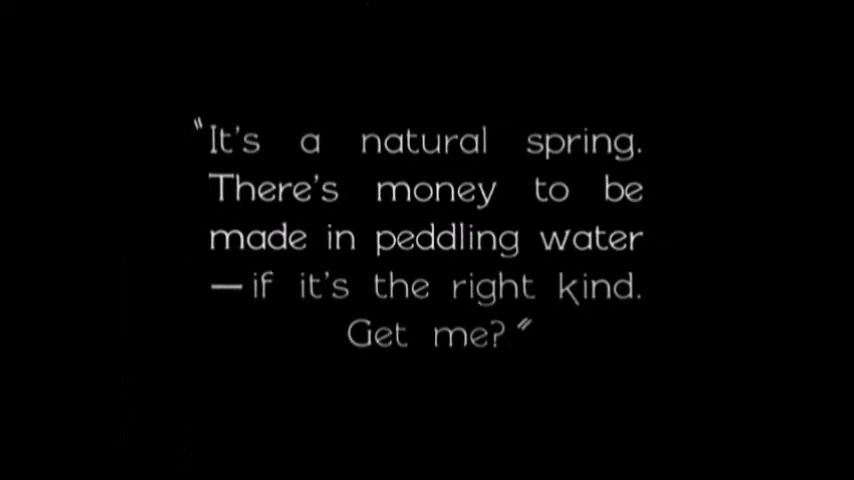 "It's a natural spring.
There's money to be
made in peddling water
—if it's the right kind.
Get me?"